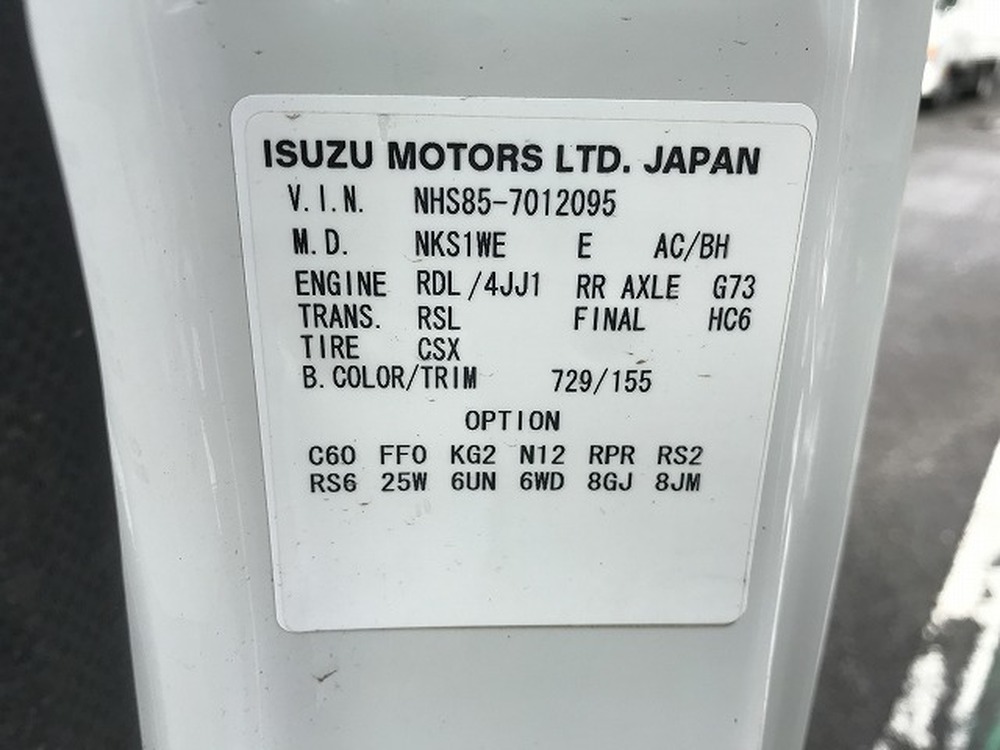 ISUZU MOTORS LTD. JAPAN
V.I.N. NHS85-7012095
M.D. NKS1WE E AC/BH
ENGINE RDL/4JJ1 RR AXLE G73
TRANS. RSL FINAL HC6
TIRE CSX
B.COLOR/TRIM 729/155
OPTION
C60 FF0 KG2 N12 RPR RS2
RS6 25W 6UN 6WD 8GJ 8JM